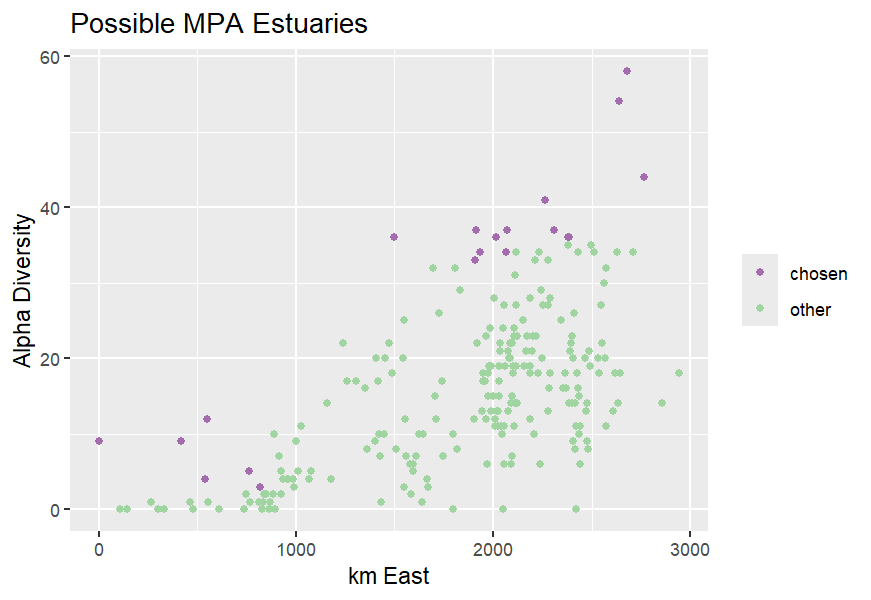 Possible MPA Estuaries
60
40
20
0
Alpha Diversity
0 1000 2000 3000
km East
chosen
other